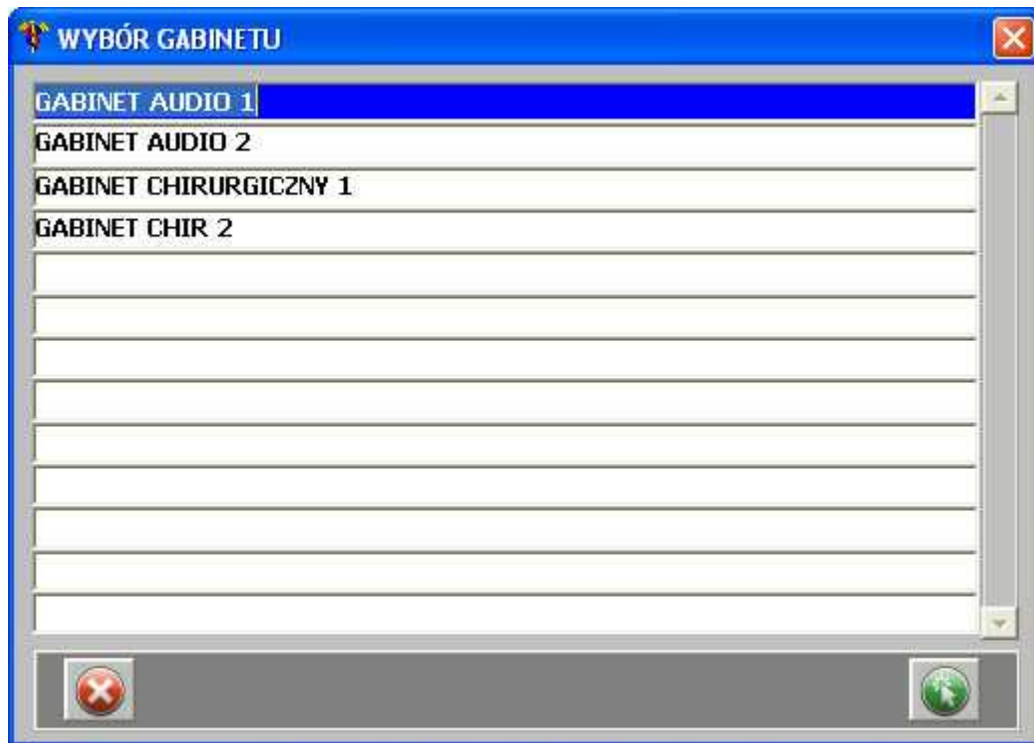 WYBÓR GABINETU
GABINET AUDIO 1
GABINET AUDIO 2
GABINET CHIRURGICZNY 1
GABINET CHIR 2